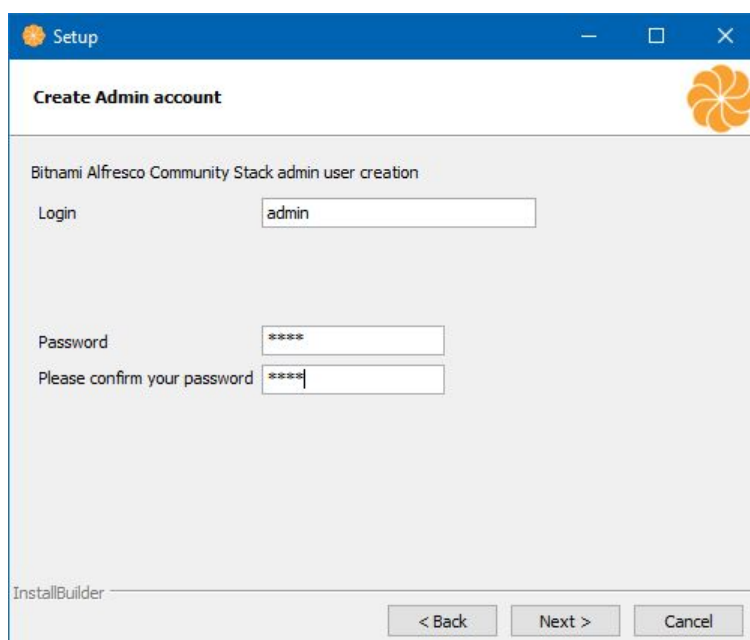 Setup
Create Admin account
Bitnami Alfresco Community Stack admin user creation
Login admin
Password ****
Please confirm your password ****
InstallBuilder
< Back Next > Cancel